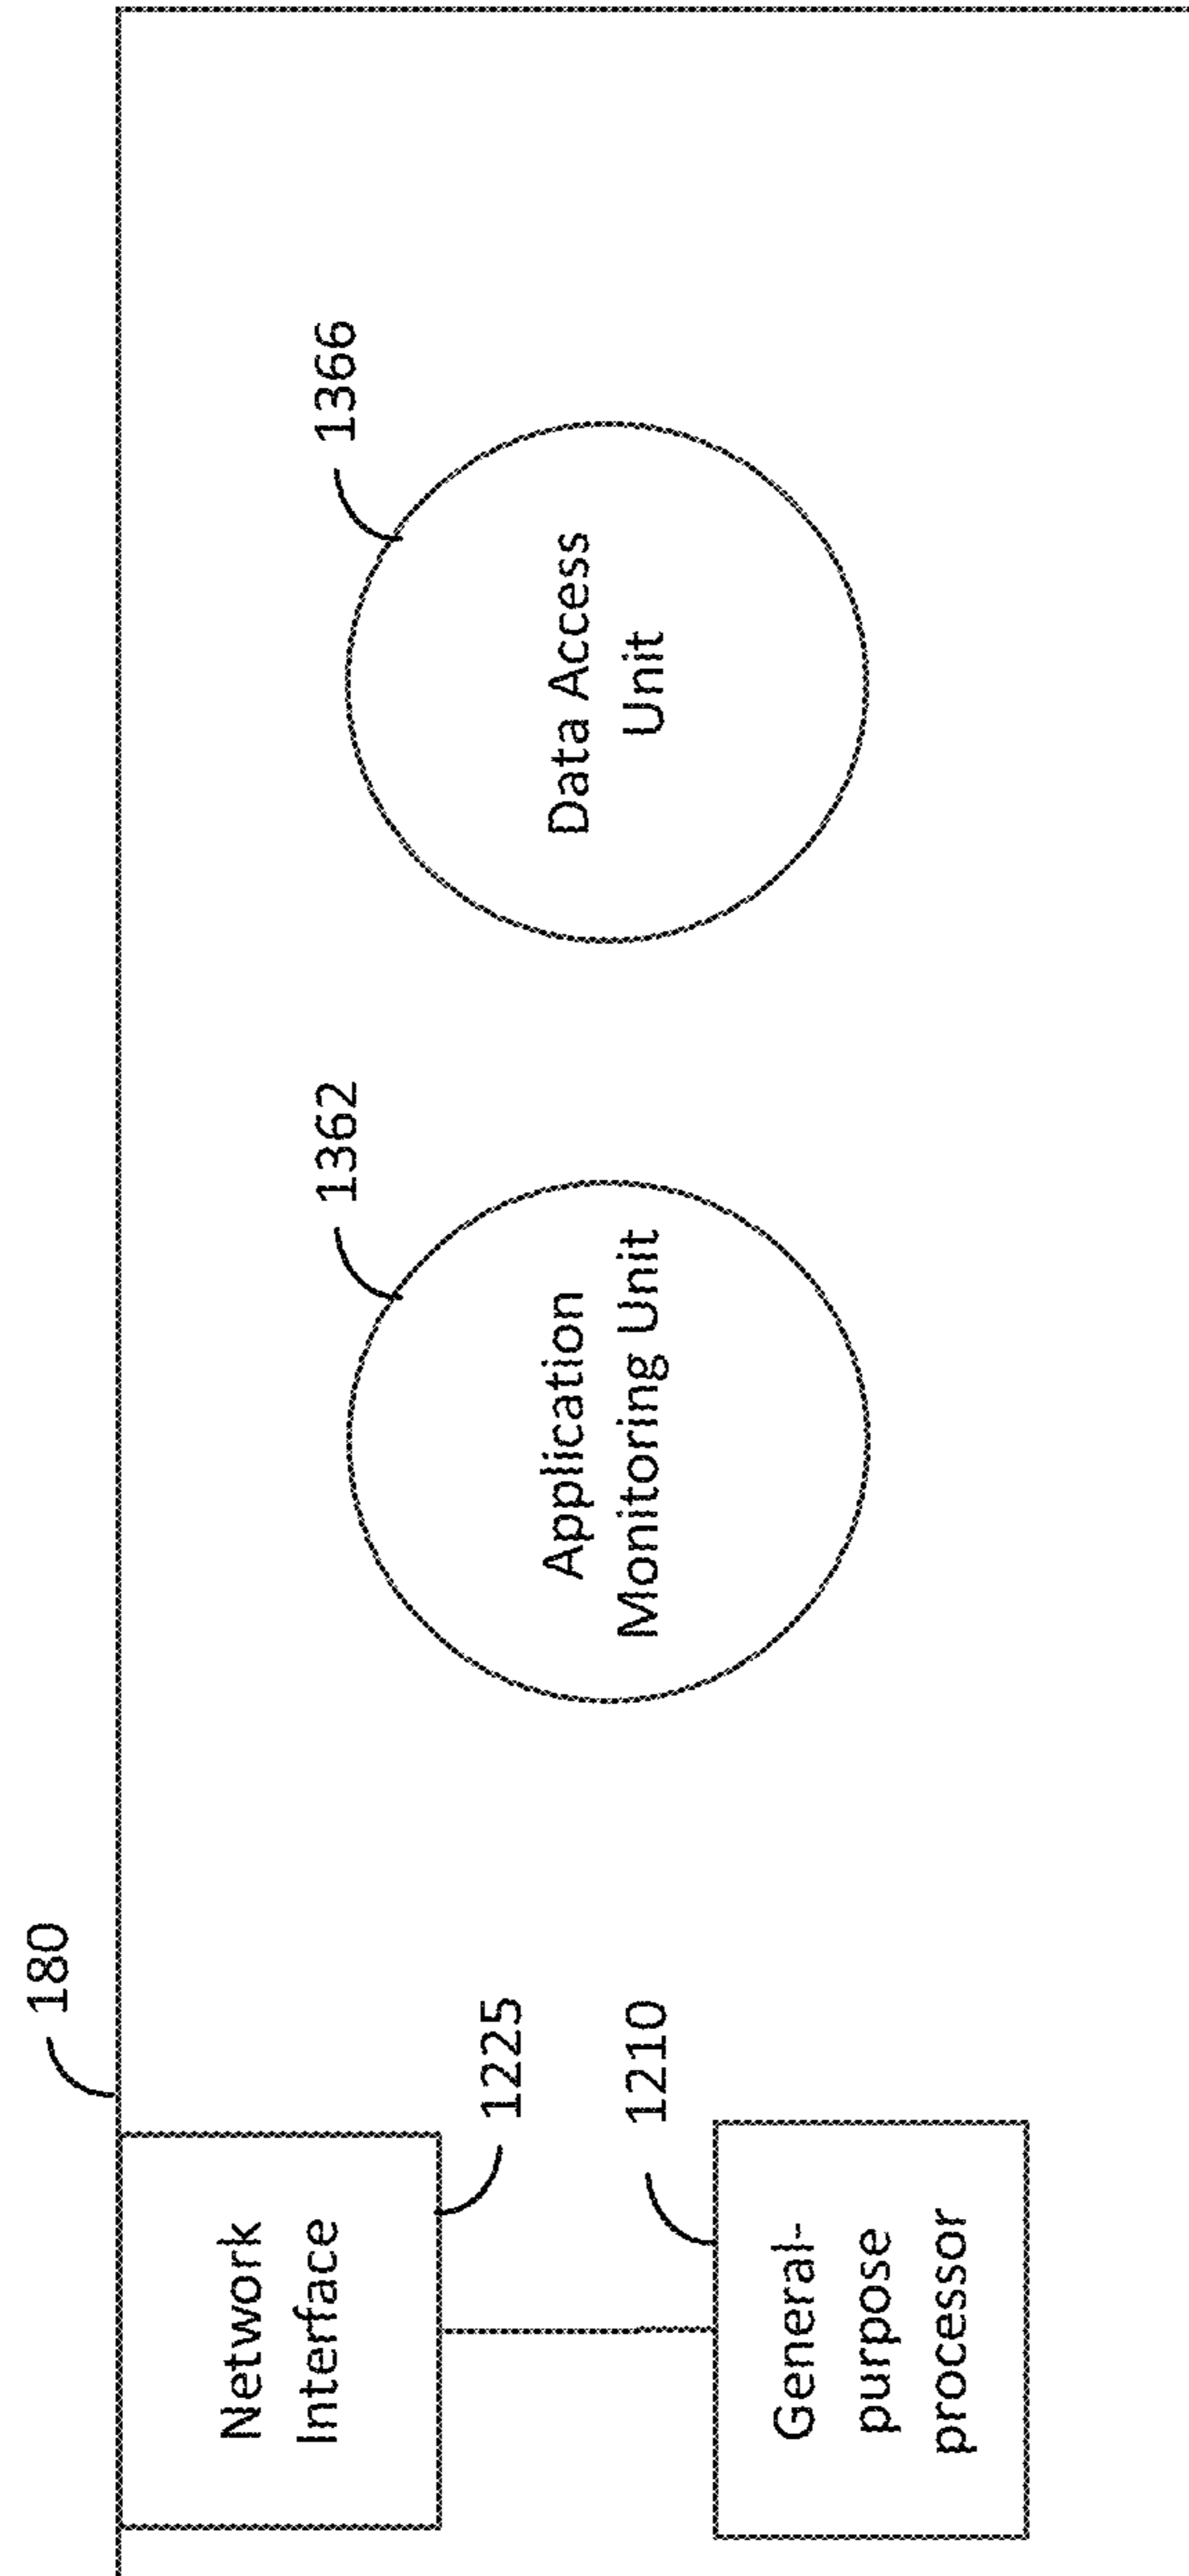 180
Network
Interface
1225
1210
General-
purpose
processor
1362
Application
Monitoring Unit
1366
Data Access
Unit